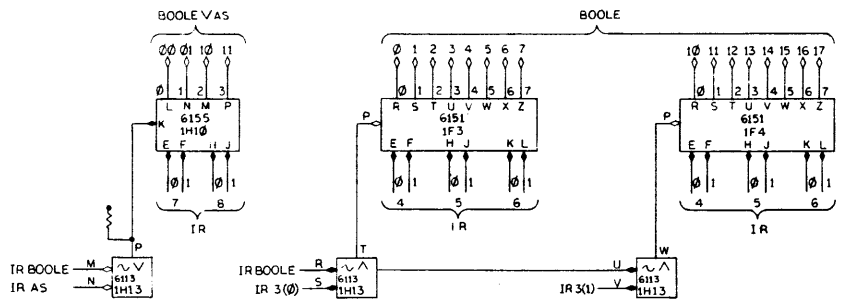 BOOLE V AS BOOLE
ØØ Ø1 1Ø 11 Ø 1 2 3 4 5 6 7 1Ø 11 12 13 14 15 16 17
Ø 1 2 3 Ø 1 2 3 4 5 6 7 Ø 1 2 3 4 5 6 7
L N M P R S T U V W X Z R S T U V W X Z
K 6155 P 6151 P 6151
1H1Ø 1F3 1F4
E F H J E F H J K L E F H J K L
Ø 1 Ø 1 Ø 1 Ø 1 Ø 1 Ø 1 Ø 1 Ø 1
7 8 4 5 6 4 5 6
IR IR IR
P T W
IR BOOLE M ~ V IR BOOLE R ~ Λ U ~ Λ
IR AS N 6113 IR 3(Ø) S 6113 IR 3(1) V 6113
1H13 1H13 1H13